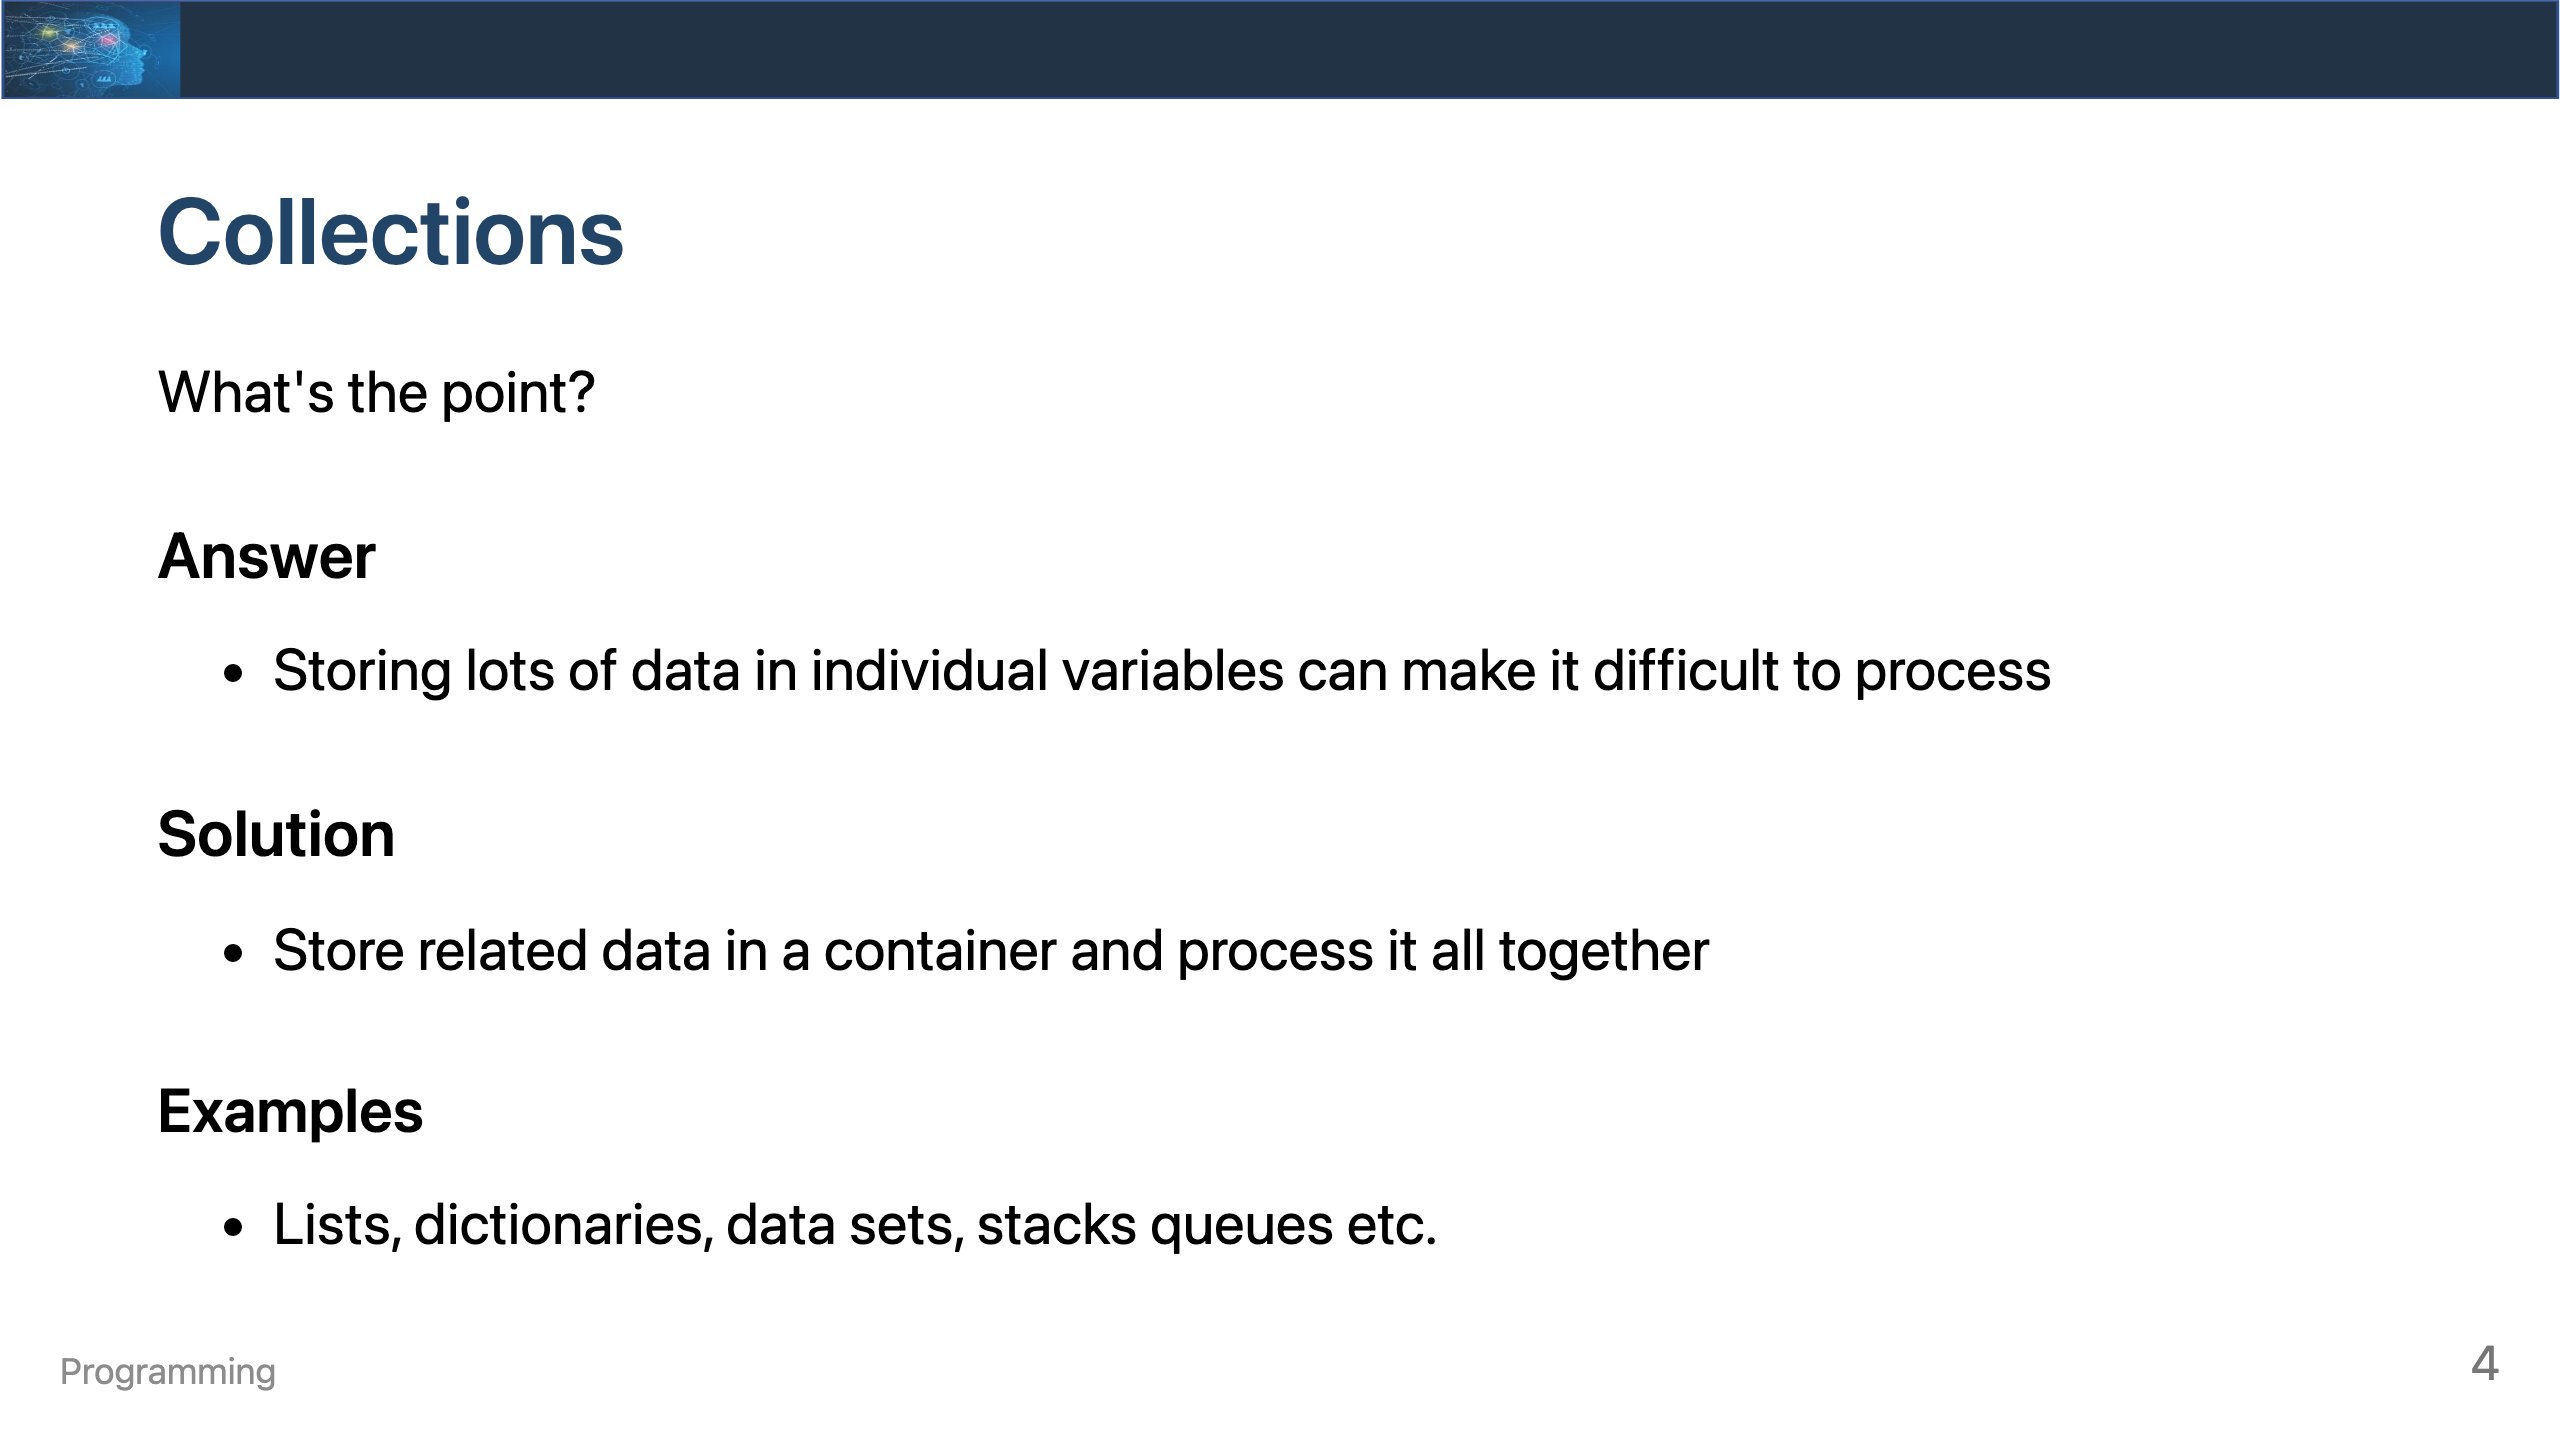 Collections
What's the point?
Answer
• Storing lots of data in individual variables can make it difficult to process
Solution
• Store related data in a container and process it all together
Examples
• Lists, dictionaries, data sets, stacks queues etc.
Programming
4